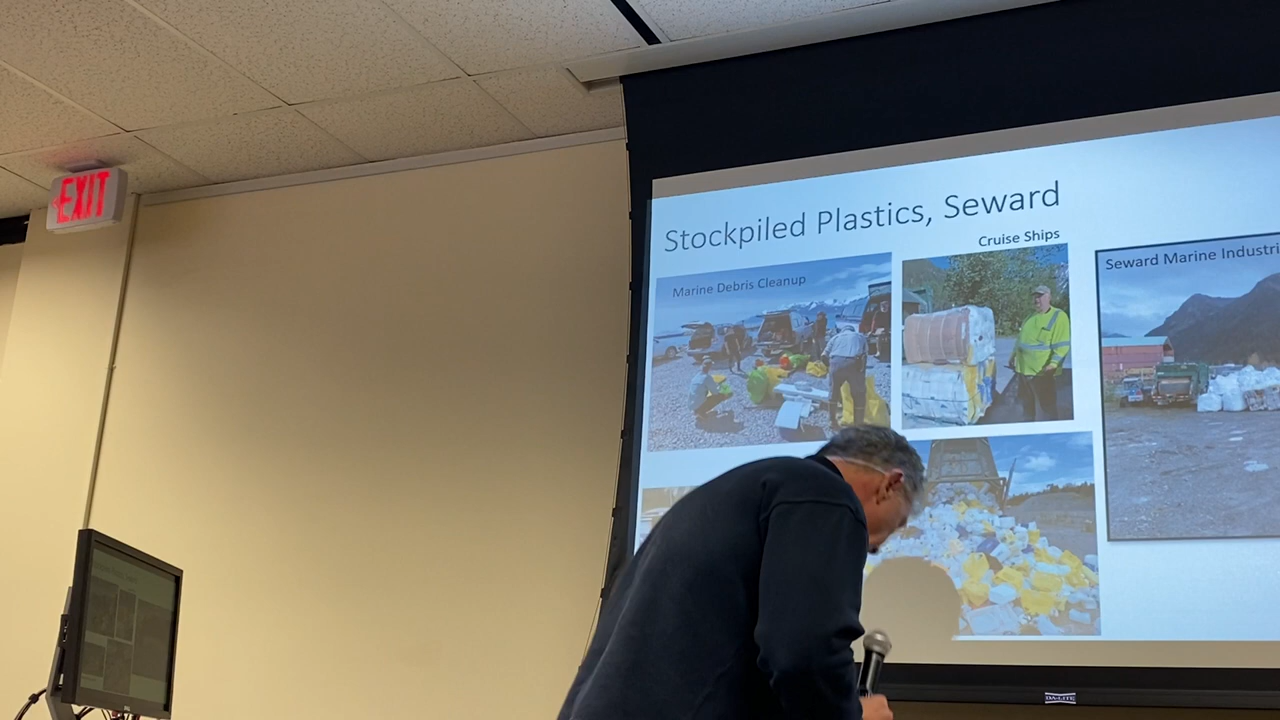 EXIT
Stockpiled Plastics, Seward
Cruise Ships
Marine Debris Cleanup
Seward Marine Industri
DA-LITE